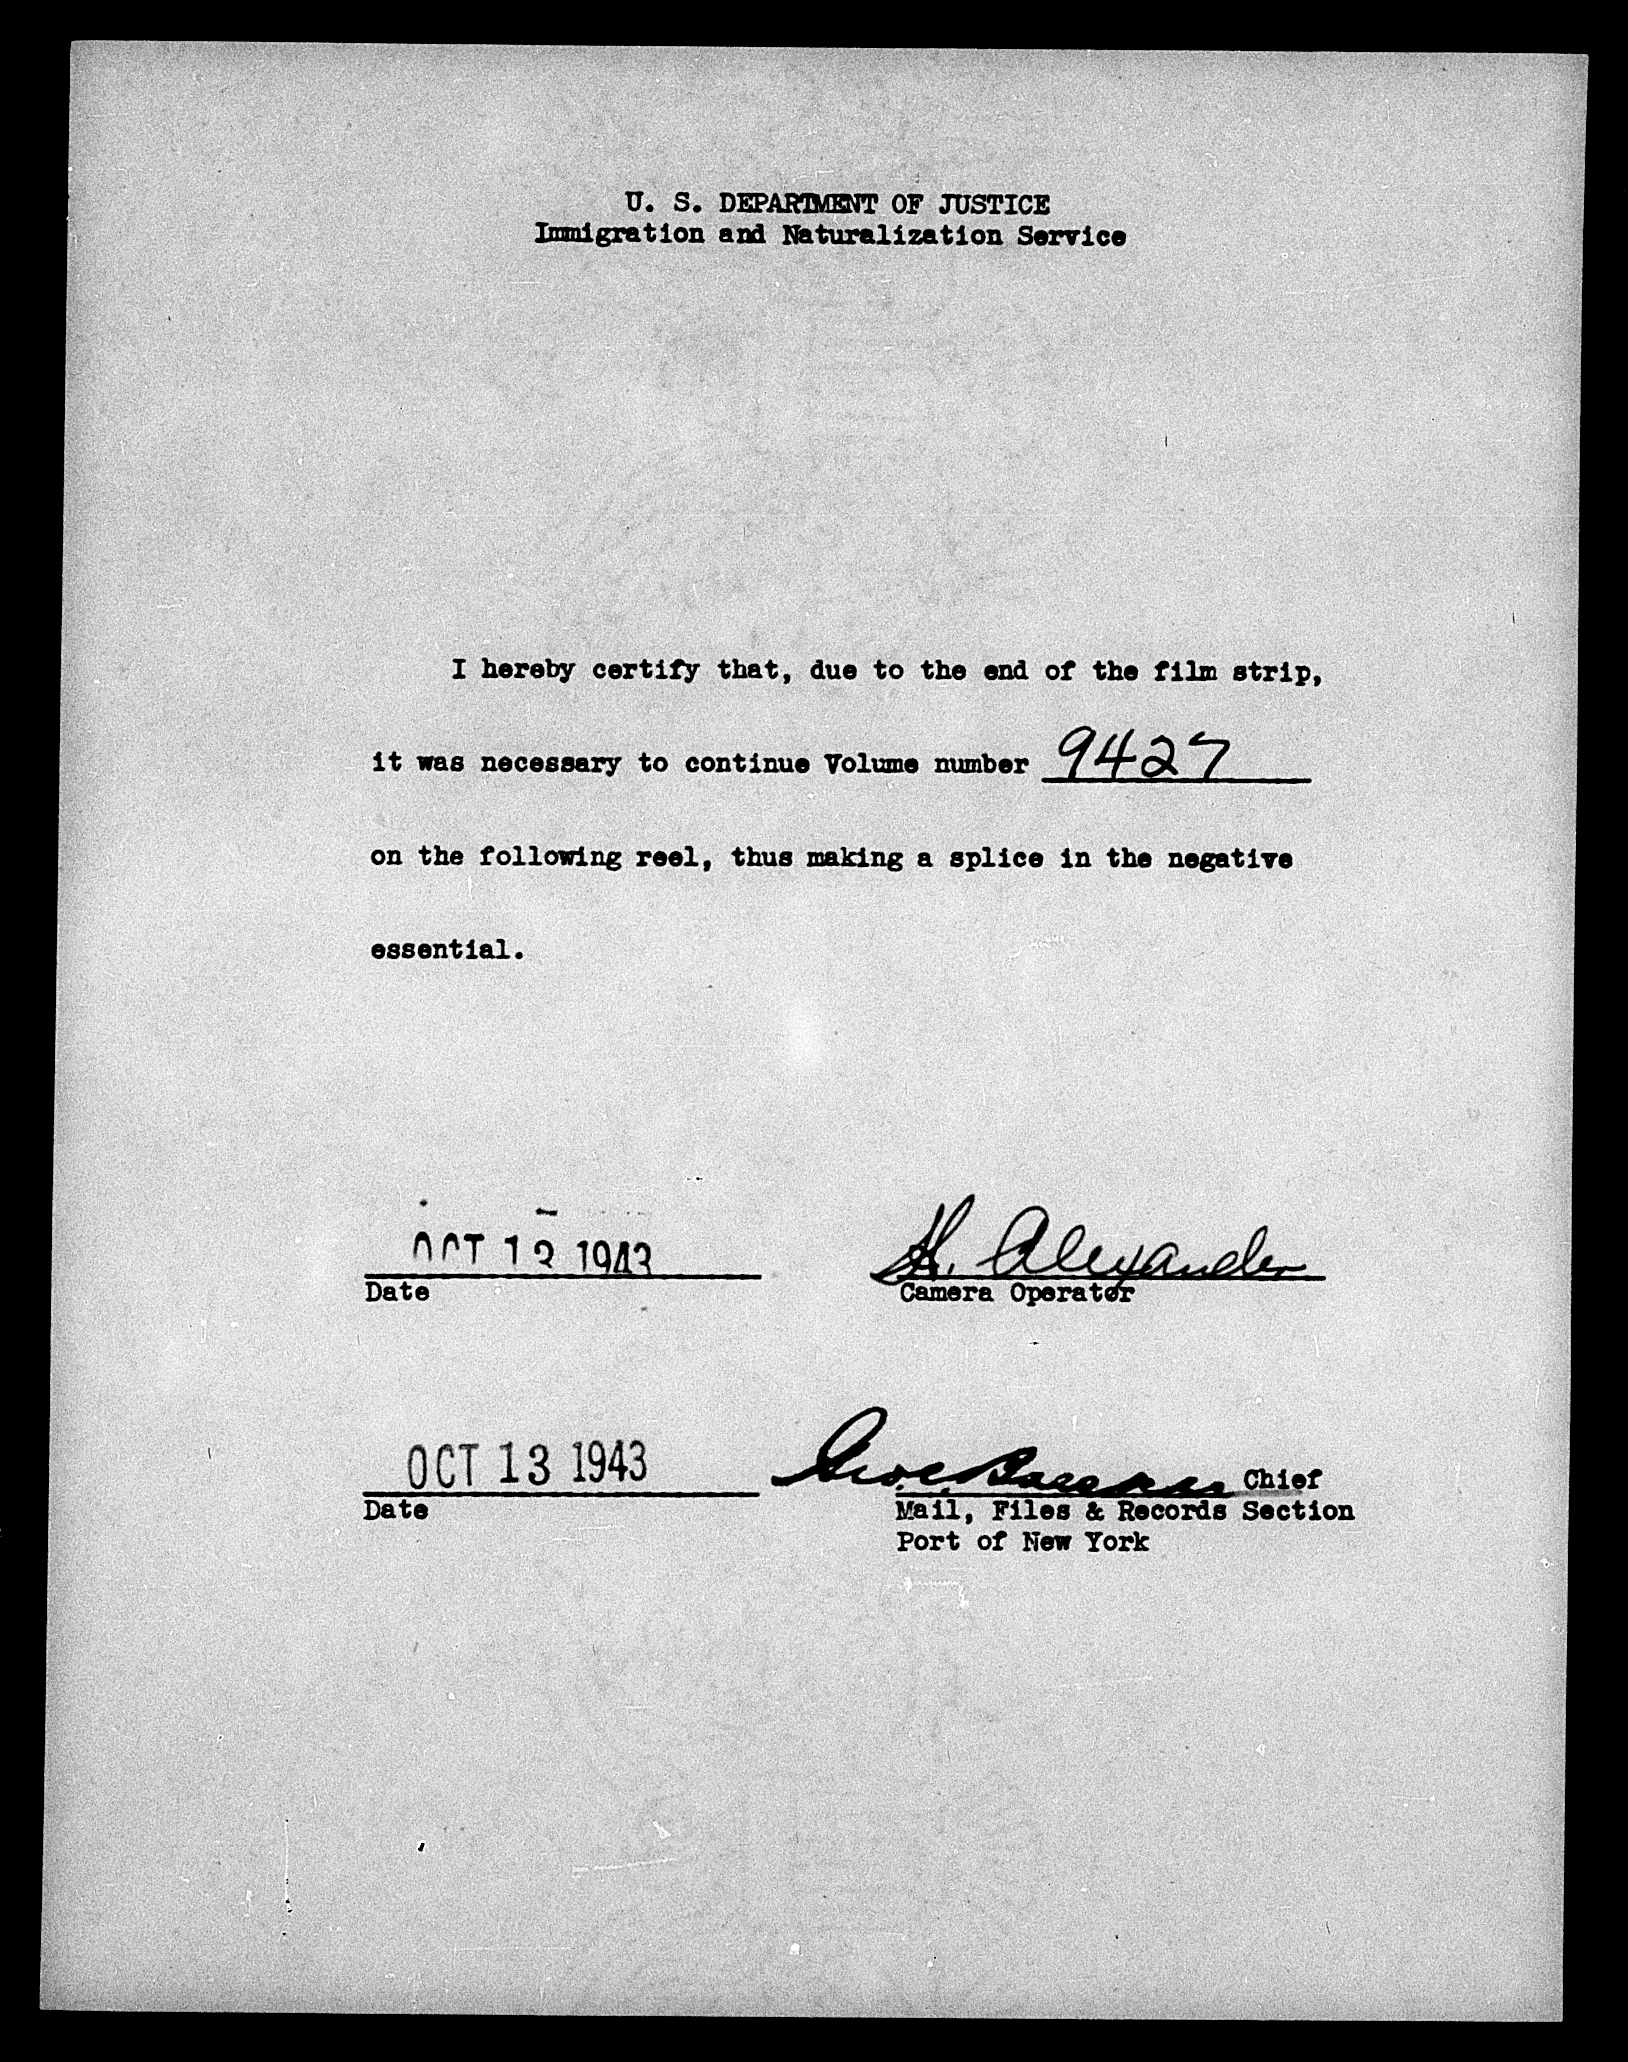 U. S. DEPARTMENT OF JUSTICE
Immigration and Naturalization Service
I hereby certify that, due to the end of the film strip,
it was necessary to continue Volume number 9427
on the following reel, thus making a splice in the negative
essential.
OCT 13 1943
Date
H. Alexander
Camera Operator
OCT 13 1943
Date
Chief
Mail, Files & Records Section
Port of New York